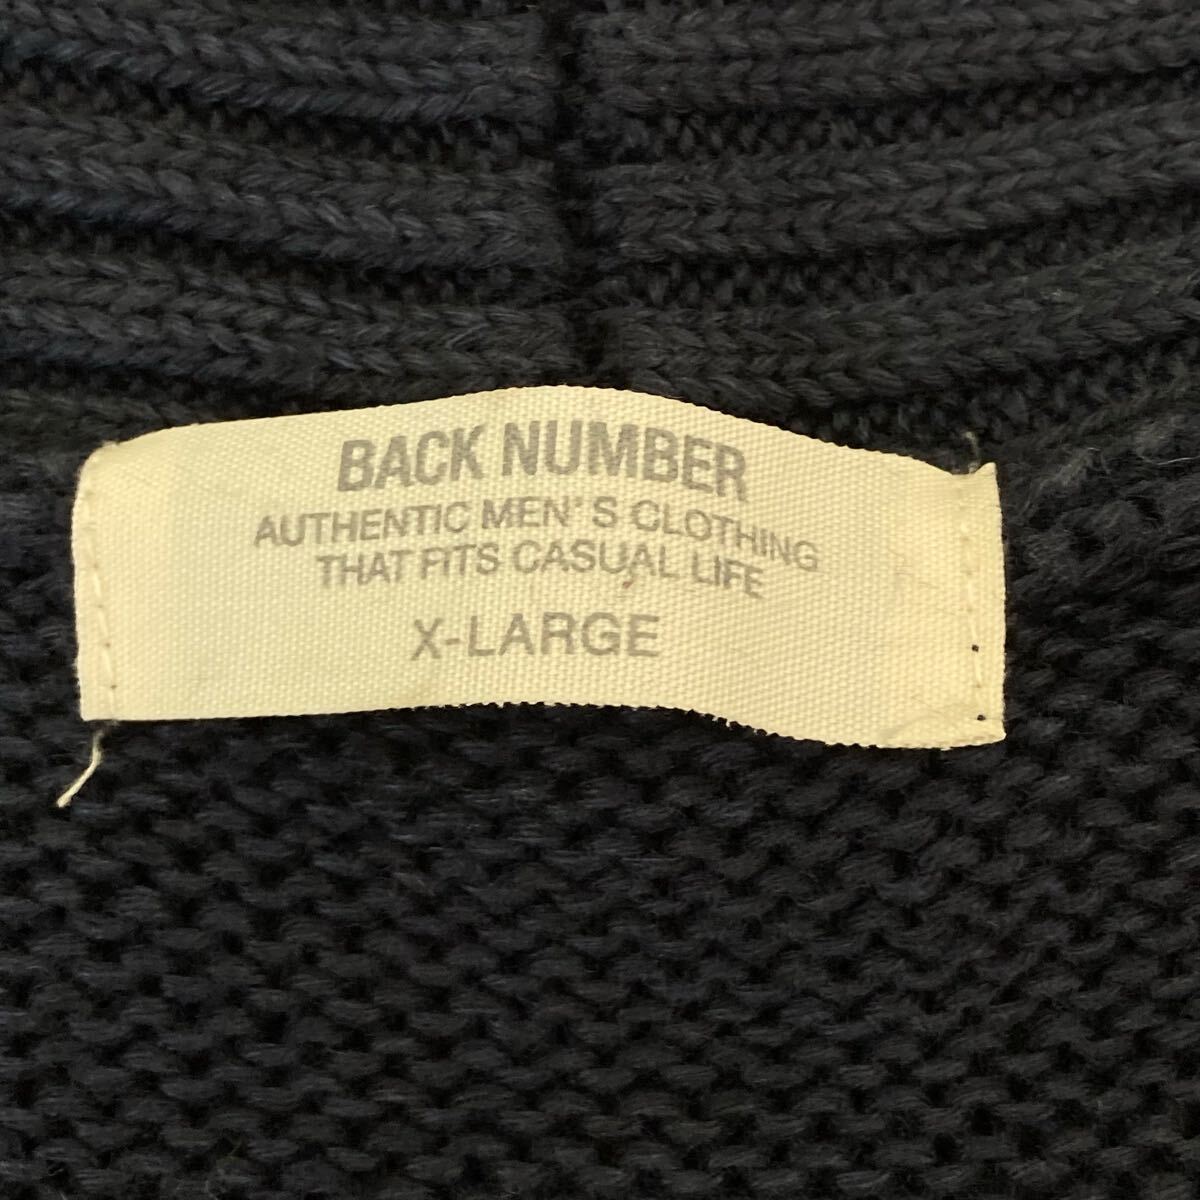 BACK NUMBER
AUTHENTIC MEN'S CLOTHING
THAT FITS CASUAL LIFE
X-LARGE